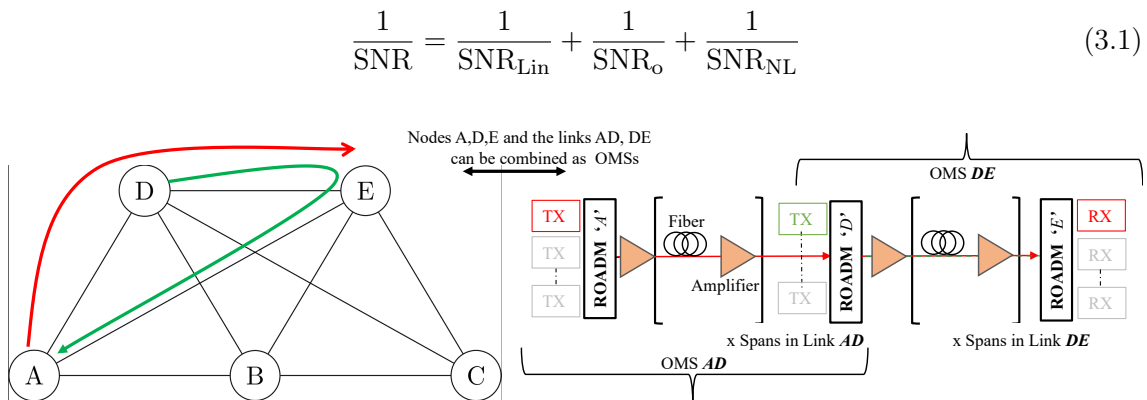 1/SNR = 1/SNR_Lin + 1/SNR_o + 1/SNR_NL (3.1)
Nodes A,D,E and the links AD, DE
can be combined as OMSs
OMS DE
D
E
A
B
C
TX
TX
TX
ROADM ‘A’
Fiber
Amplifier
x Spans in Link AD
OMS AD
TX
TX
ROADM ‘D’
x Spans in Link DE
ROADM ‘E’
RX
RX
RX